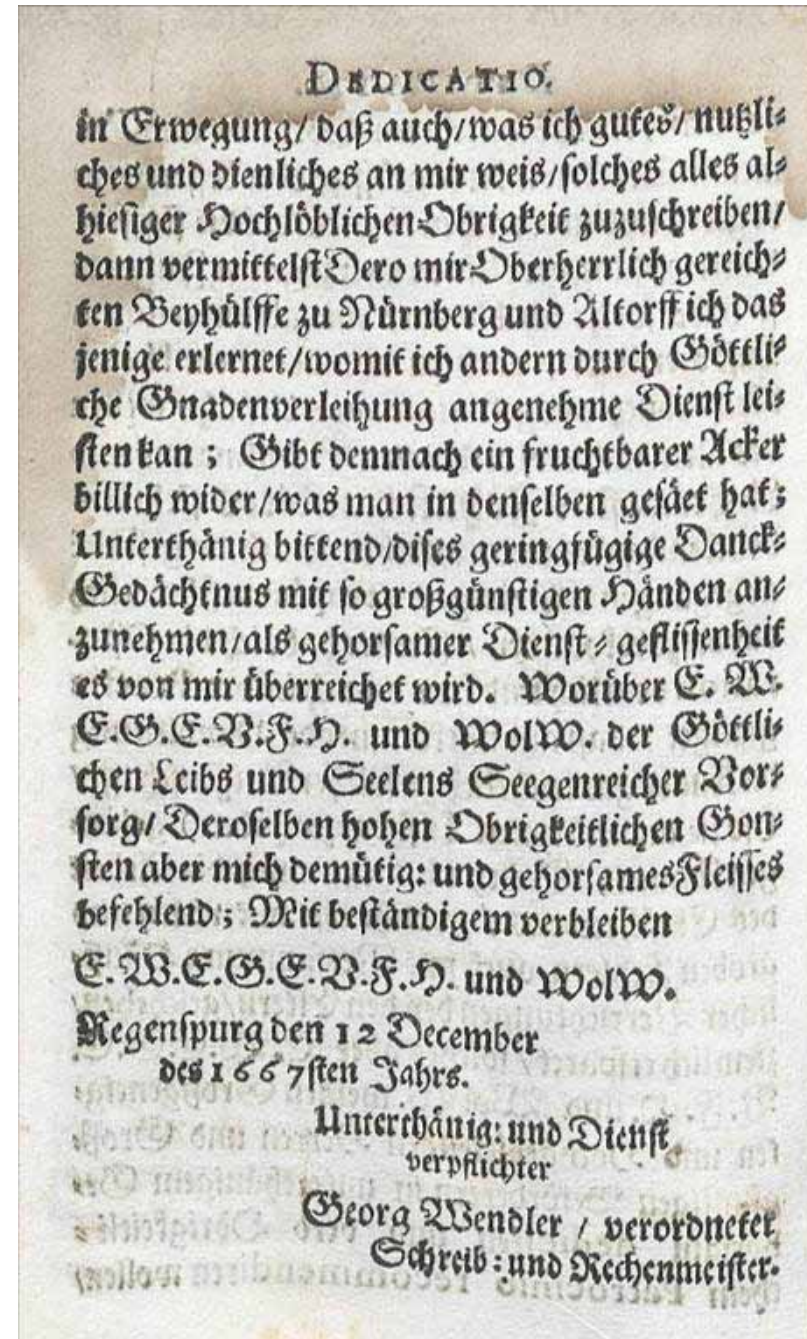 DEDICATIO.
in Erwegung/ daß auch/was ich gutes/ nutzli-
ches und dienliches an mir weis/solches alles al-
hiesiger Hochlöblichen Obrigkeit zuzuschreiben/
dann vermittelst Dero mir Oberherrlich gereich-
ten Beyhülffe zu Nürnberg und Altorff ich das
jenige erlernet/womit ich andern durch Göttli-
che Gnadenverleihung angenehme Dienst lei-
sten kan ; Gibt demnach ein fruchtbarer Acker
billich wider/was man in denselben gesäet hat;
Unterthänig bittend/dises geringfügige Danck-
Gedächtnus mit so großgünstigen Händen an-
zunehmen/als gehorsamer Dienst-geflissenheit
es von mir überreichet wird. Worüber E. W.
E.G.E.V.F.H. und WolW. der Göttli-
chen Leibs und Seelens Seegenreicher Vor-
sorg/ Deroselben hohen Obrigkeitlichen Gon-
sten aber mich demütig: und gehorsames Fleisses
befehlend; Mit beständigem verbleiben
E.W.E.G.E.V.F.H. und WolW.
Regenspurg den 12 December
des 1667sten Jahrs.
Unterthänig: und Dienst
verpflichter
Georg Wendler / verordneter
Schreib: und Rechenmeister.